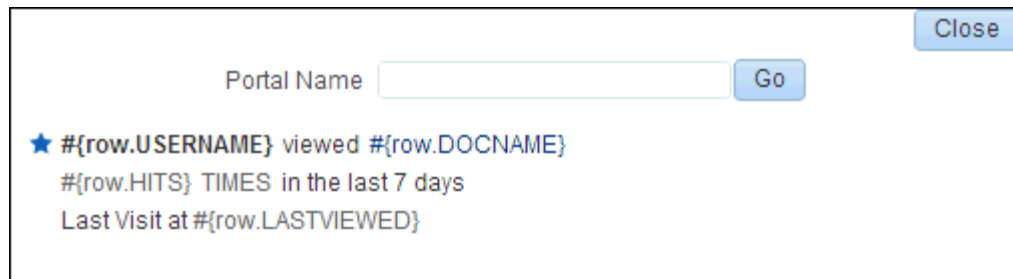 Close
Portal Name Go
#{row.USERNAME} viewed #{row.DOCNAME}
#{row.HITS} TIMES in the last 7 days
Last Visit at #{row.LASTVIEWED}